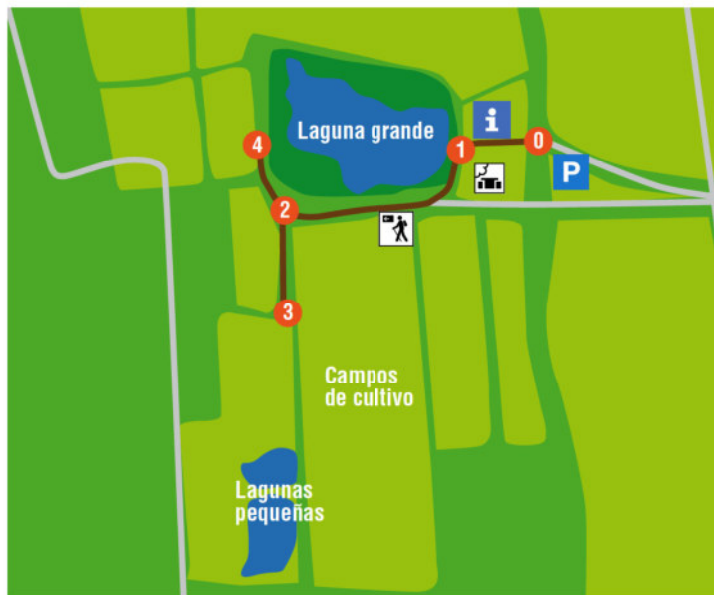 Laguna grande
i
0
1
4
P
2
3
Campos
de cultivo
Lagunas
pequeñas